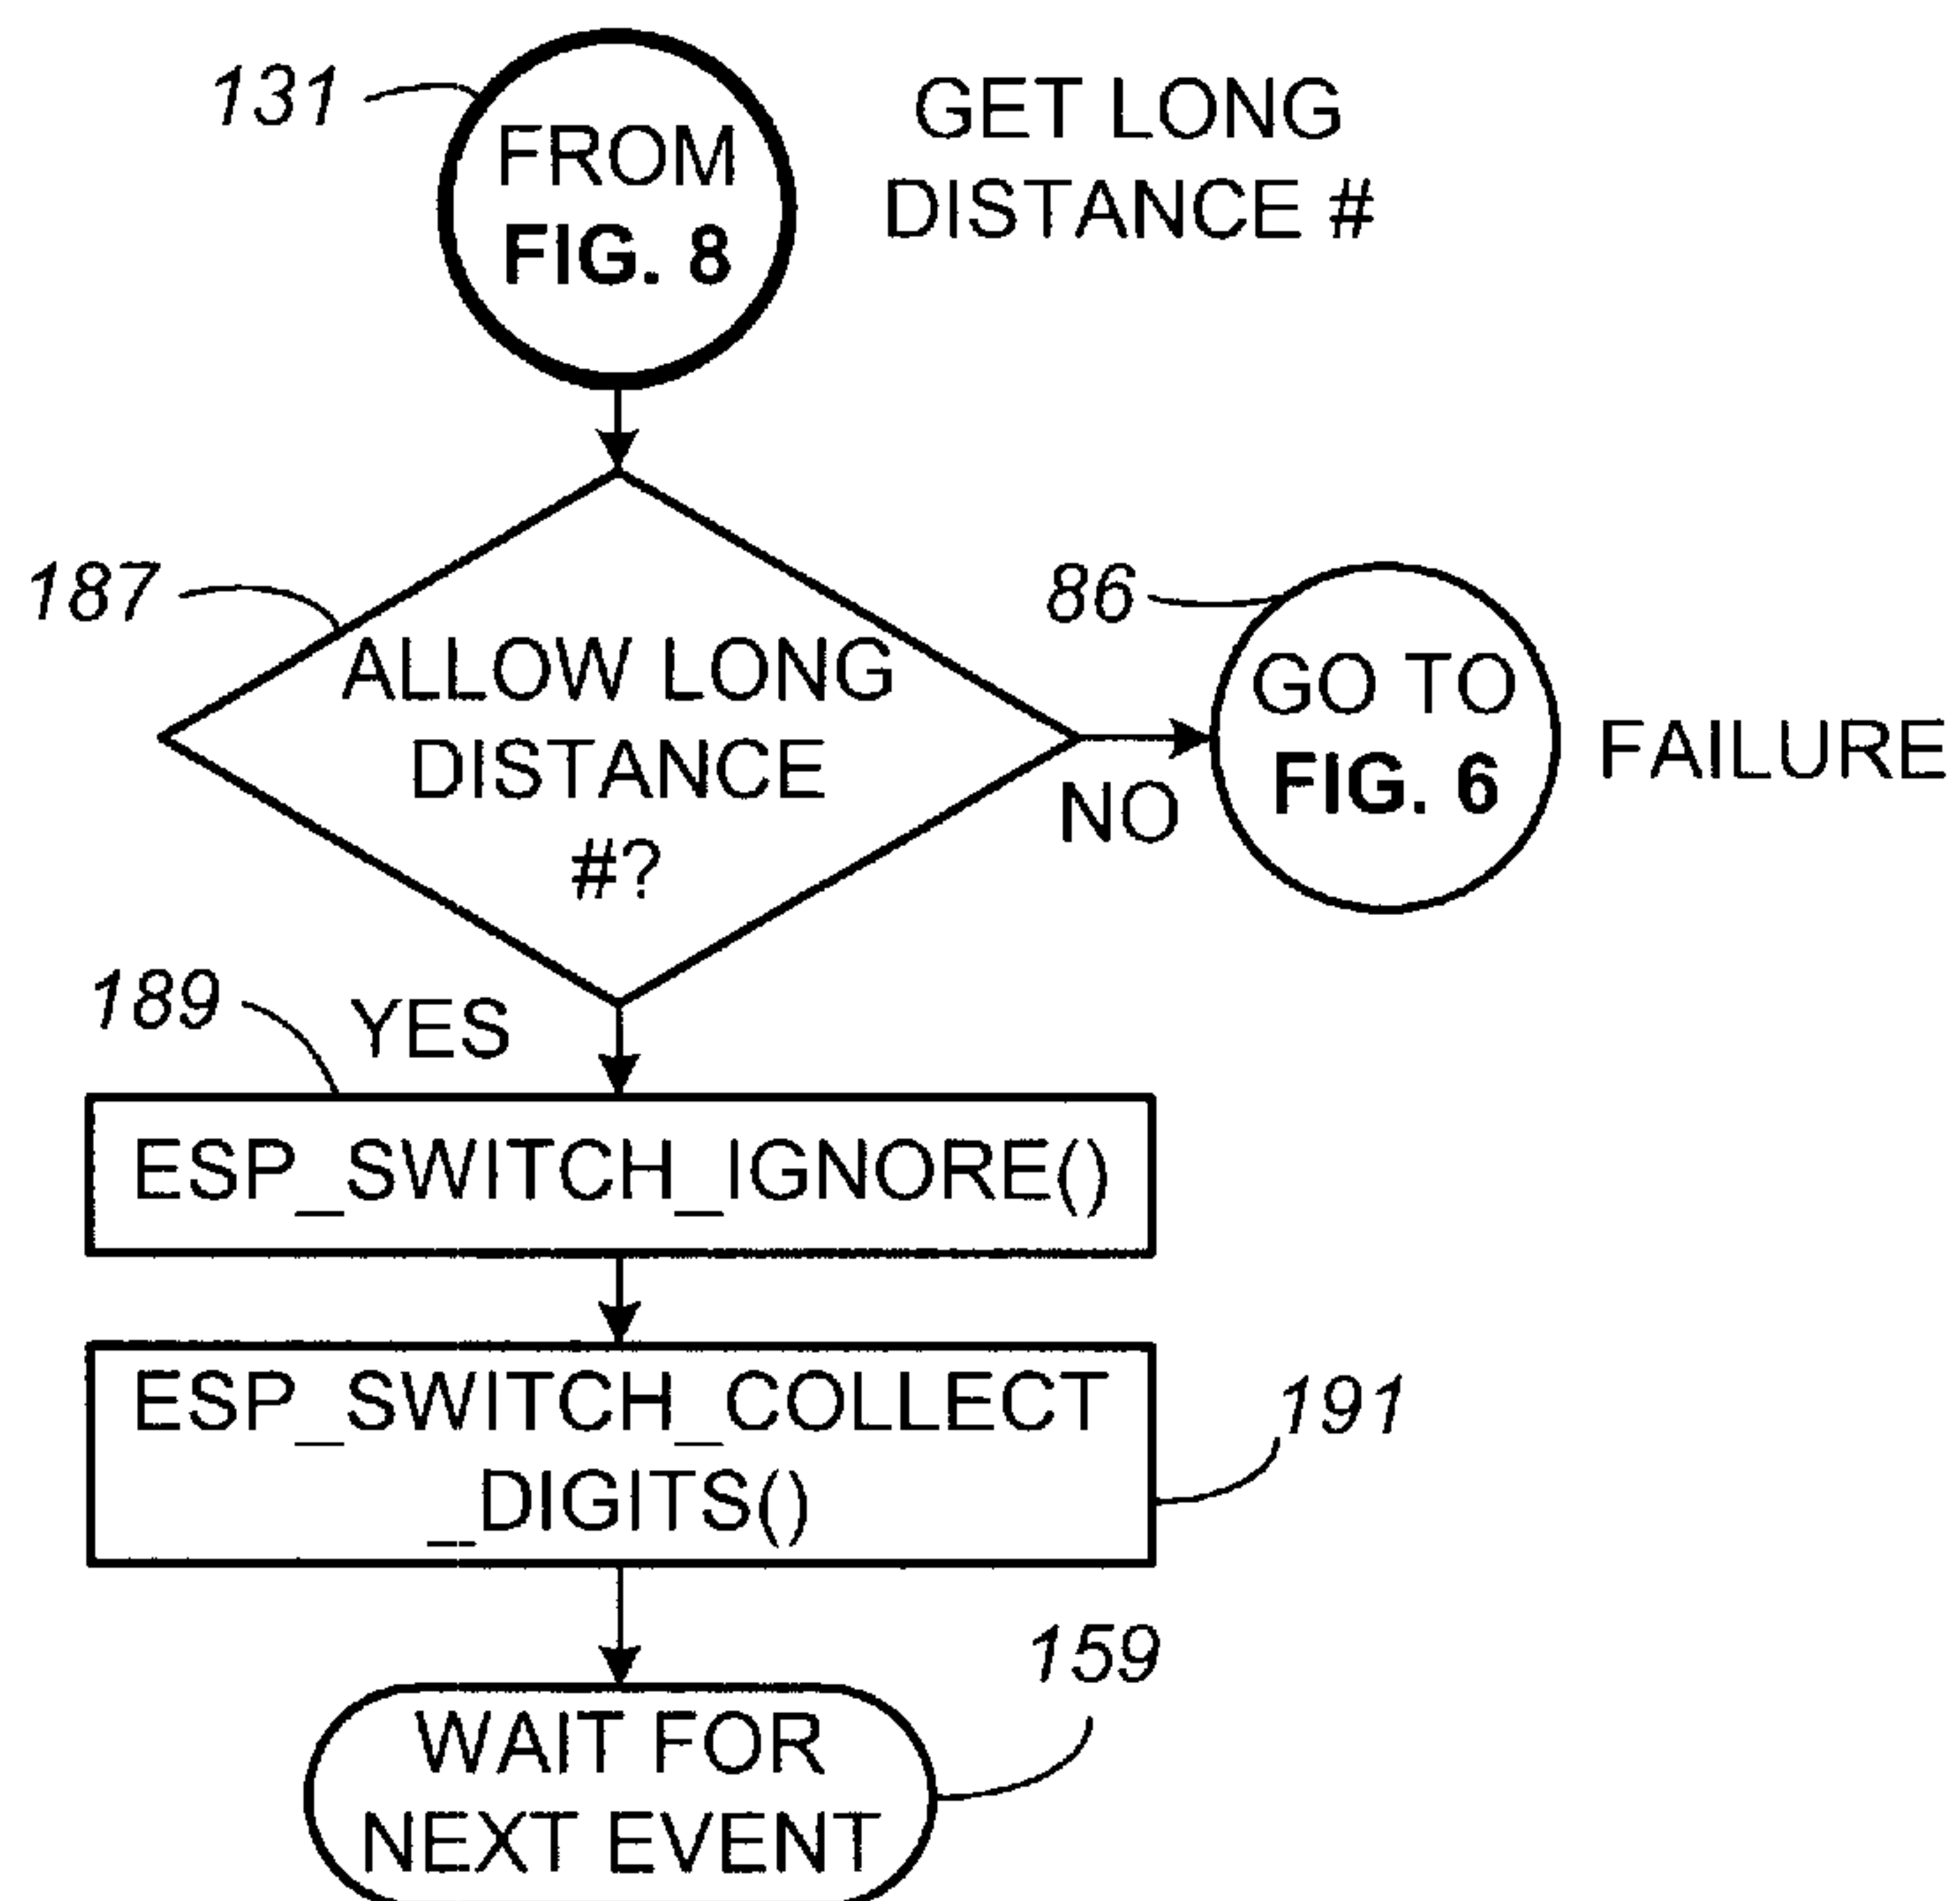 131
FROM
FIG. 8
GET LONG
DISTANCE #
187
ALLOW LONG
DISTANCE
#?
86
GO TO
FIG. 6
FAILURE
NO
189
YES
ESP_SWITCH_IGNORE()
ESP_SWITCH_COLLECT
_DIGITS()
191
159
WAIT FOR
NEXT EVENT